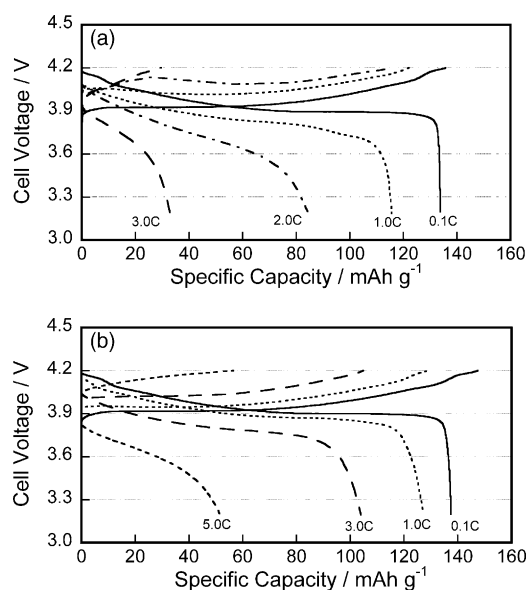 (a)
4.5
4.2
3.9
3.6
3.3
3.0
Cell Voltage / V
3.0C 2.0C 1.0C 0.1C
0 20 40 60 80 100 120 140 160
Specific Capacity / mAh g-1
(b)
4.5
4.2
3.9
3.6
3.3
3.0
Cell Voltage / V
5.0C 3.0C 1.0C 0.1C
0 20 40 60 80 100 120 140 160
Specific Capacity / mAh g-1